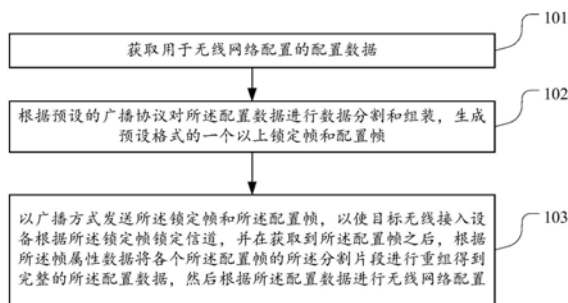 101
获取用于无线网络配置的配置数据
102
根据预设的广播协议对所述配置数据进行数据分割和组装，生成
预设格式的一个以上锁定帧和配置帧
103
以广播方式发送所述锁定帧和所述配置帧，以使目标无线接入设
备根据所述锁定帧锁定信道，并在获取到所述配置帧之后，根据
所述帧属性数据将各个所述配置帧的所述分割片段进行重组得到
完整的所述配置数据，然后根据所述配置数据进行无线网络配置